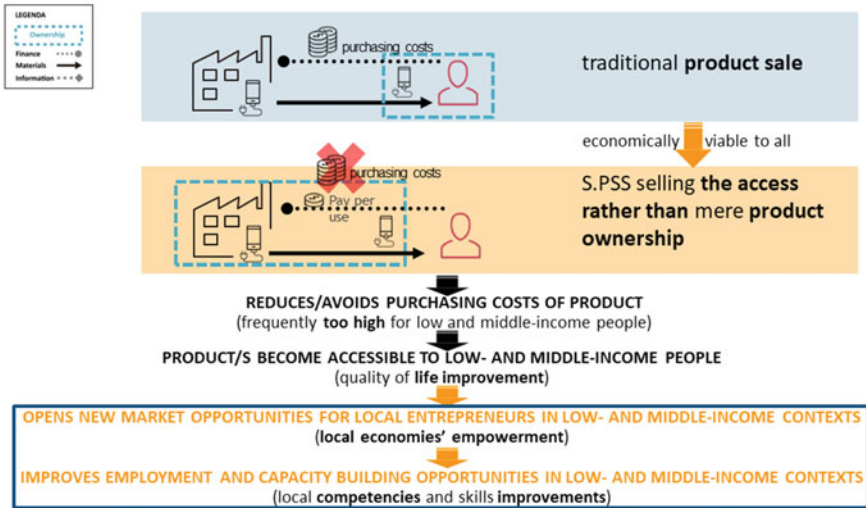 LEGENDA
Ownership
Finance
Materials
Information
purchasing costs
traditional product sale
economically viable to all
purchasing costs
Pay per
use
S.PSS selling the access
rather than mere product
ownership
REDUCES/AVOIDS PURCHASING COSTS OF PRODUCT
(frequently too high for low and middle-income people)
PRODUCT/S BECOME ACCESSIBLE TO LOW- AND MIDDLE-INCOME PEOPLE
(quality of life improvement)
OPENS NEW MARKET OPPORTUNITIES FOR LOCAL ENTREPRENEURS IN LOW- AND MIDDLE-INCOME CONTEXTS
(local economies' empowerment)
IMPROVES EMPLOYMENT AND CAPACITY BUILDING OPPORTUNITIES IN LOW- AND MIDDLE-INCOME CONTEXTS
(local competencies and skills improvements)